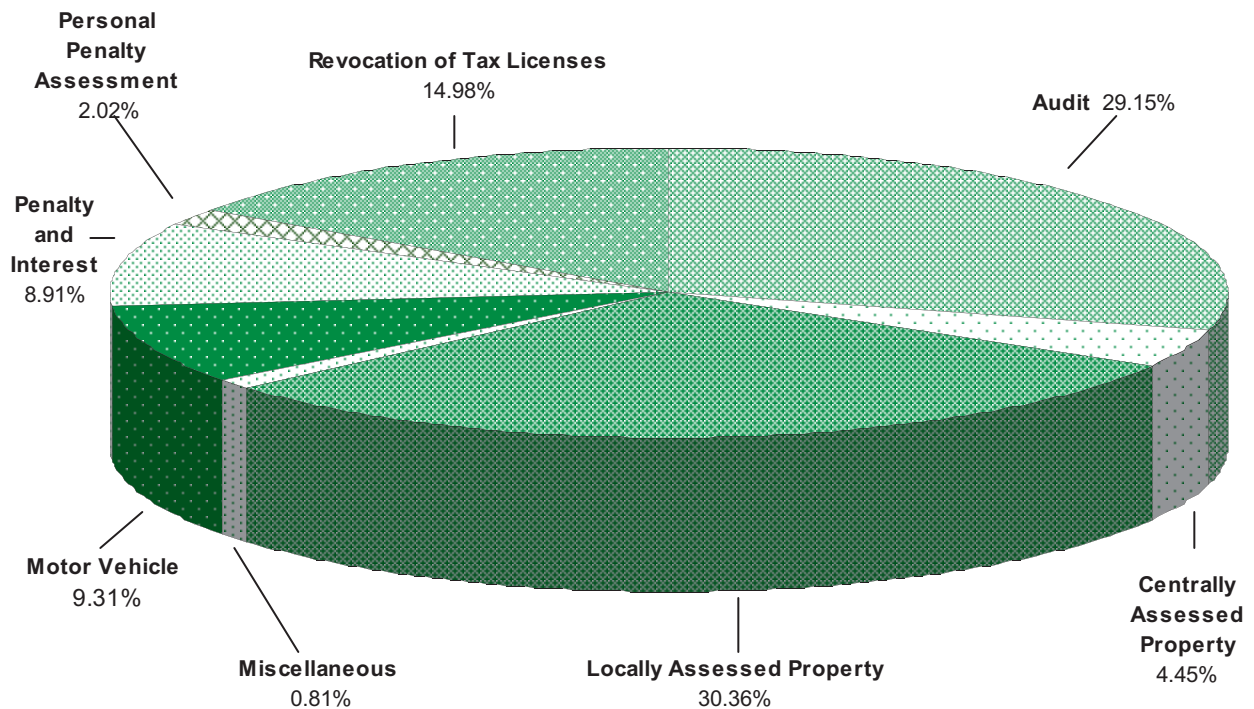 Personal
Penalty
Assessment
2.02%
Revocation of Tax Licenses
14.98%
Audit 29.15%
Penalty
and
Interest
8.91%
Motor Vehicle
9.31%
Miscellaneous
0.81%
Locally Assessed Property
30.36%
Centrally
Assessed
Property
4.45%